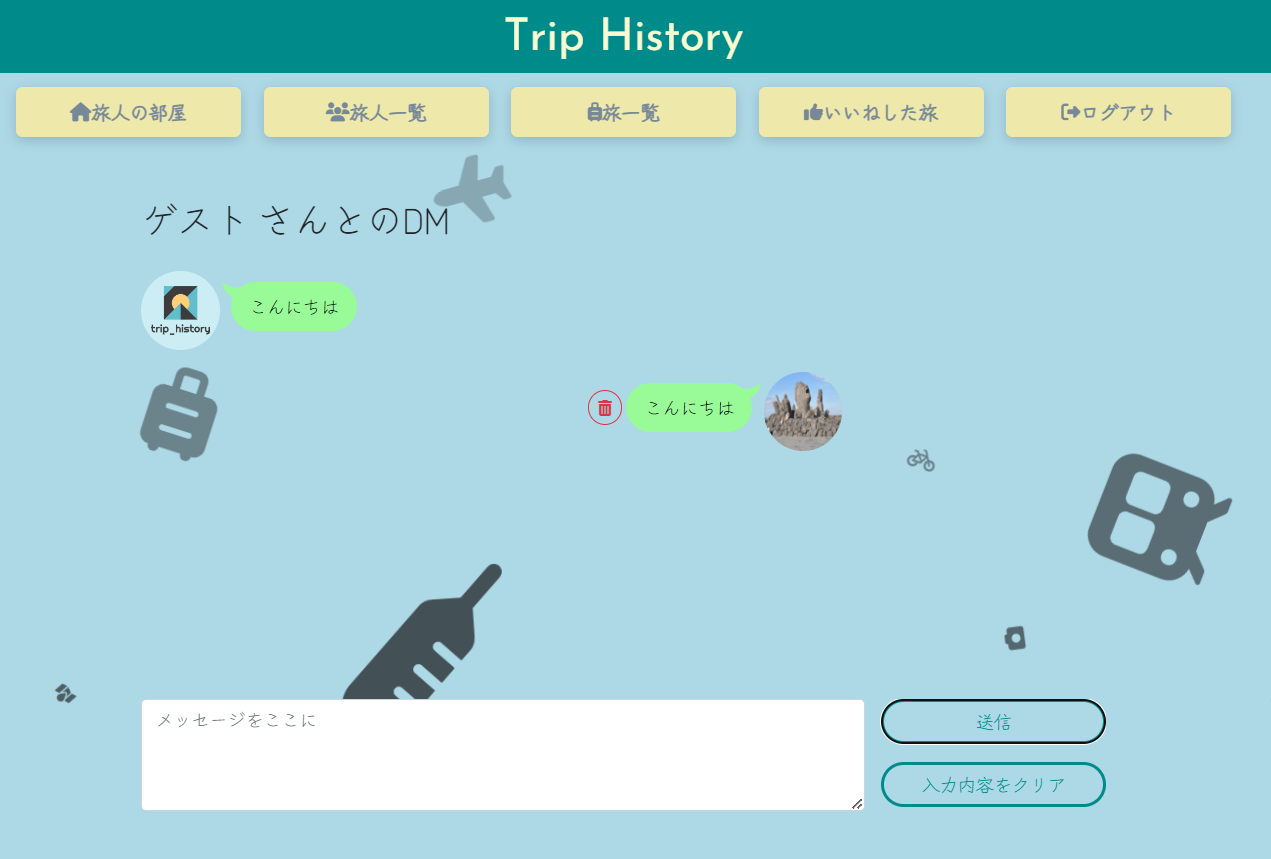 Trip History
旅人の部屋
旅人一覧
旅一覧
いいねした旅
ログアウト
ゲスト さんとのDM
trip_history
こんにちは
こんにちは
メッセージをここに
送信
入力内容をクリア